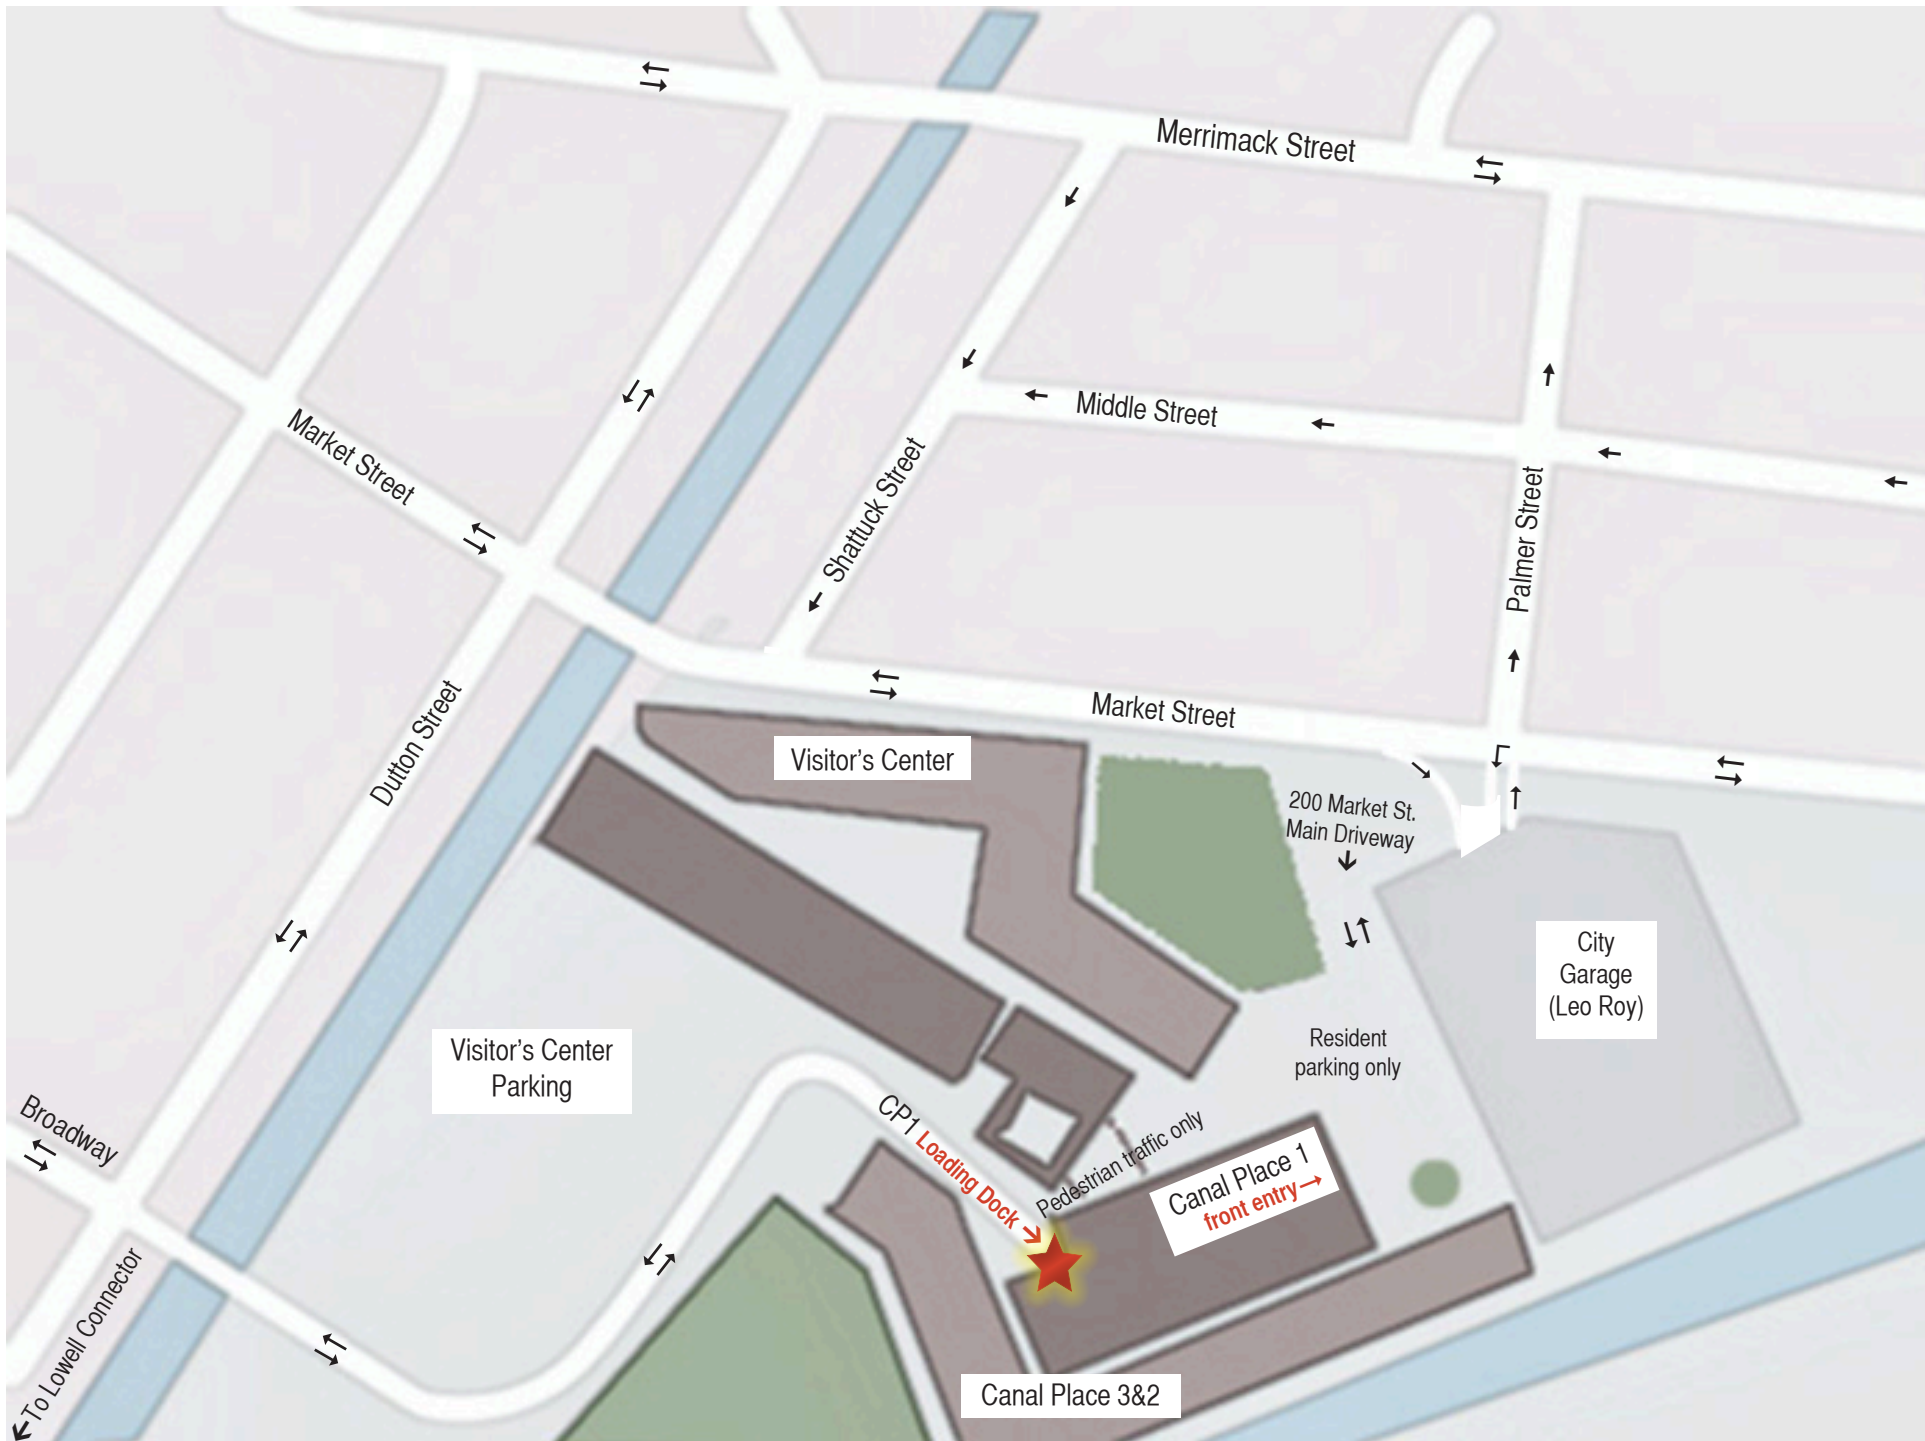 Merrimack Street
Middle Street
Market Street
Shattuck Street
Palmer Street
Market Street
Dutton Street
Visitor's Center
200 Market St.
Main Driveway
City
Garage
(Leo Roy)
Resident
parking only
Visitor's Center
Parking
Broadway
CP1 Loading Dock
Pedestrian traffic only
Canal Place 1
front entry
To Lowell Connector
Canal Place 3&2